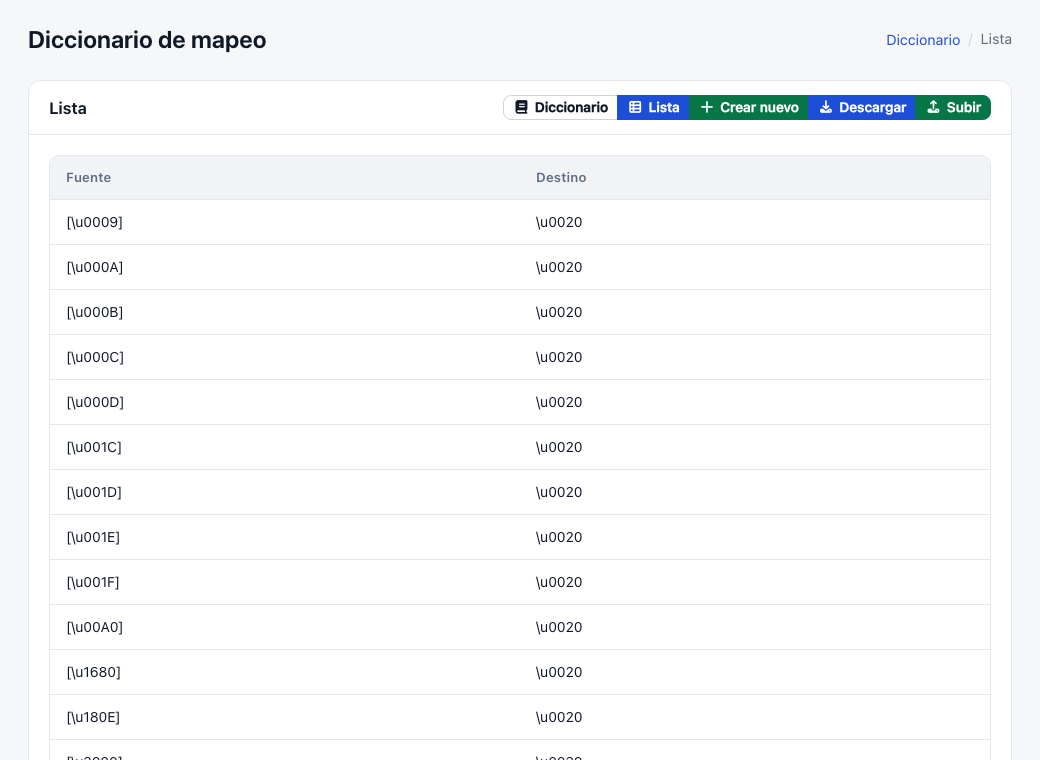 Diccionario de mapeo
Diccionario / Lista
Lista
Diccionario Lista Crear nuevo Descargar Subir
Fuente Destino
[\u0009] \u0020
[\u000A] \u0020
[\u000B] \u0020
[\u000C] \u0020
[\u000D] \u0020
[\u001C] \u0020
[\u001D] \u0020
[\u001E] \u0020
[\u001F] \u0020
[\u00A0] \u0020
[\u1680] \u0020
[\u180E] \u0020